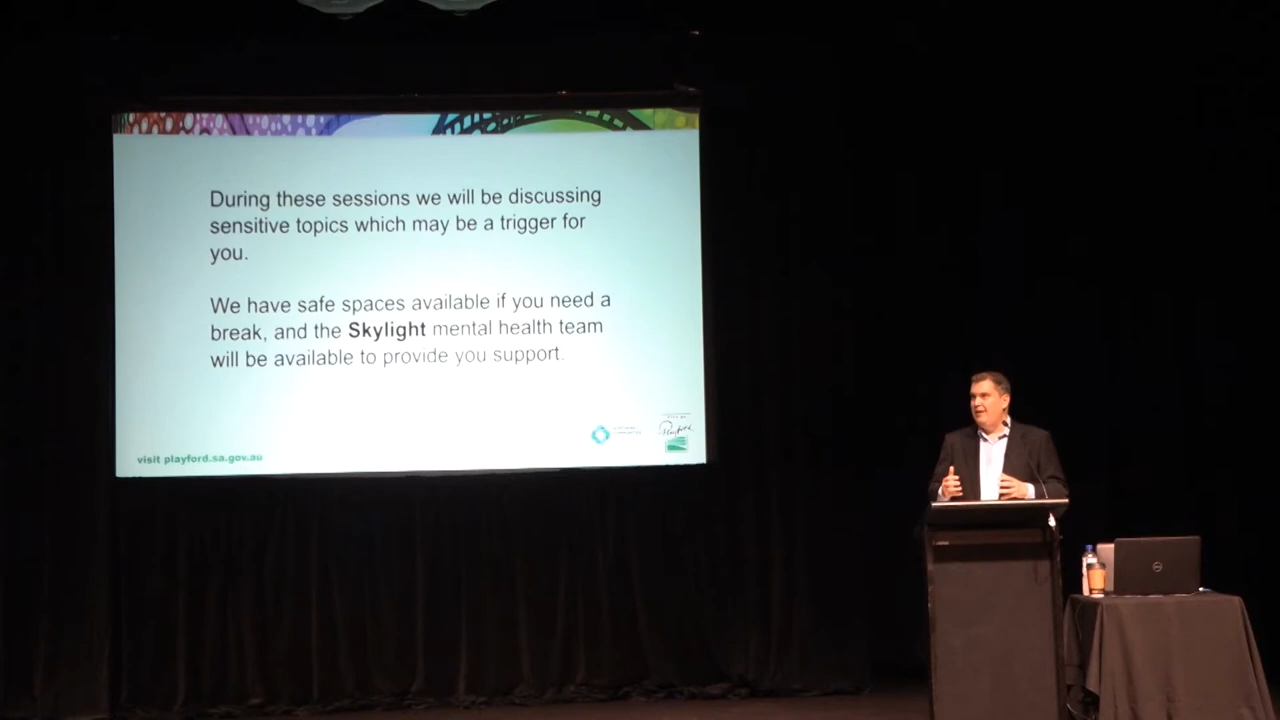 During these sessions we will be discussing
sensitive topics which may be a trigger for
you.
We have safe spaces available if you need a
break, and the Skylight mental health team
will be available to provide you support.
visit playford.sa.gov.au
Playford
DELL